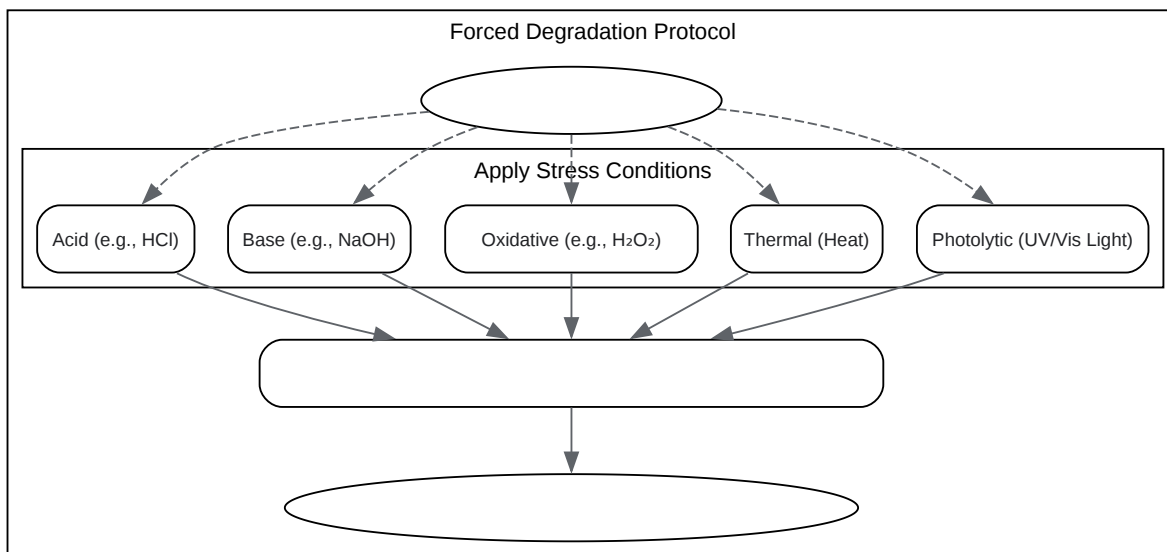 Forced Degradation Protocol
Apply Stress Conditions
Acid (e.g., HCl)
Base (e.g., NaOH)
Oxidative (e.g., H₂O₂)
Thermal (Heat)
Photolytic (UV/Vis Light)